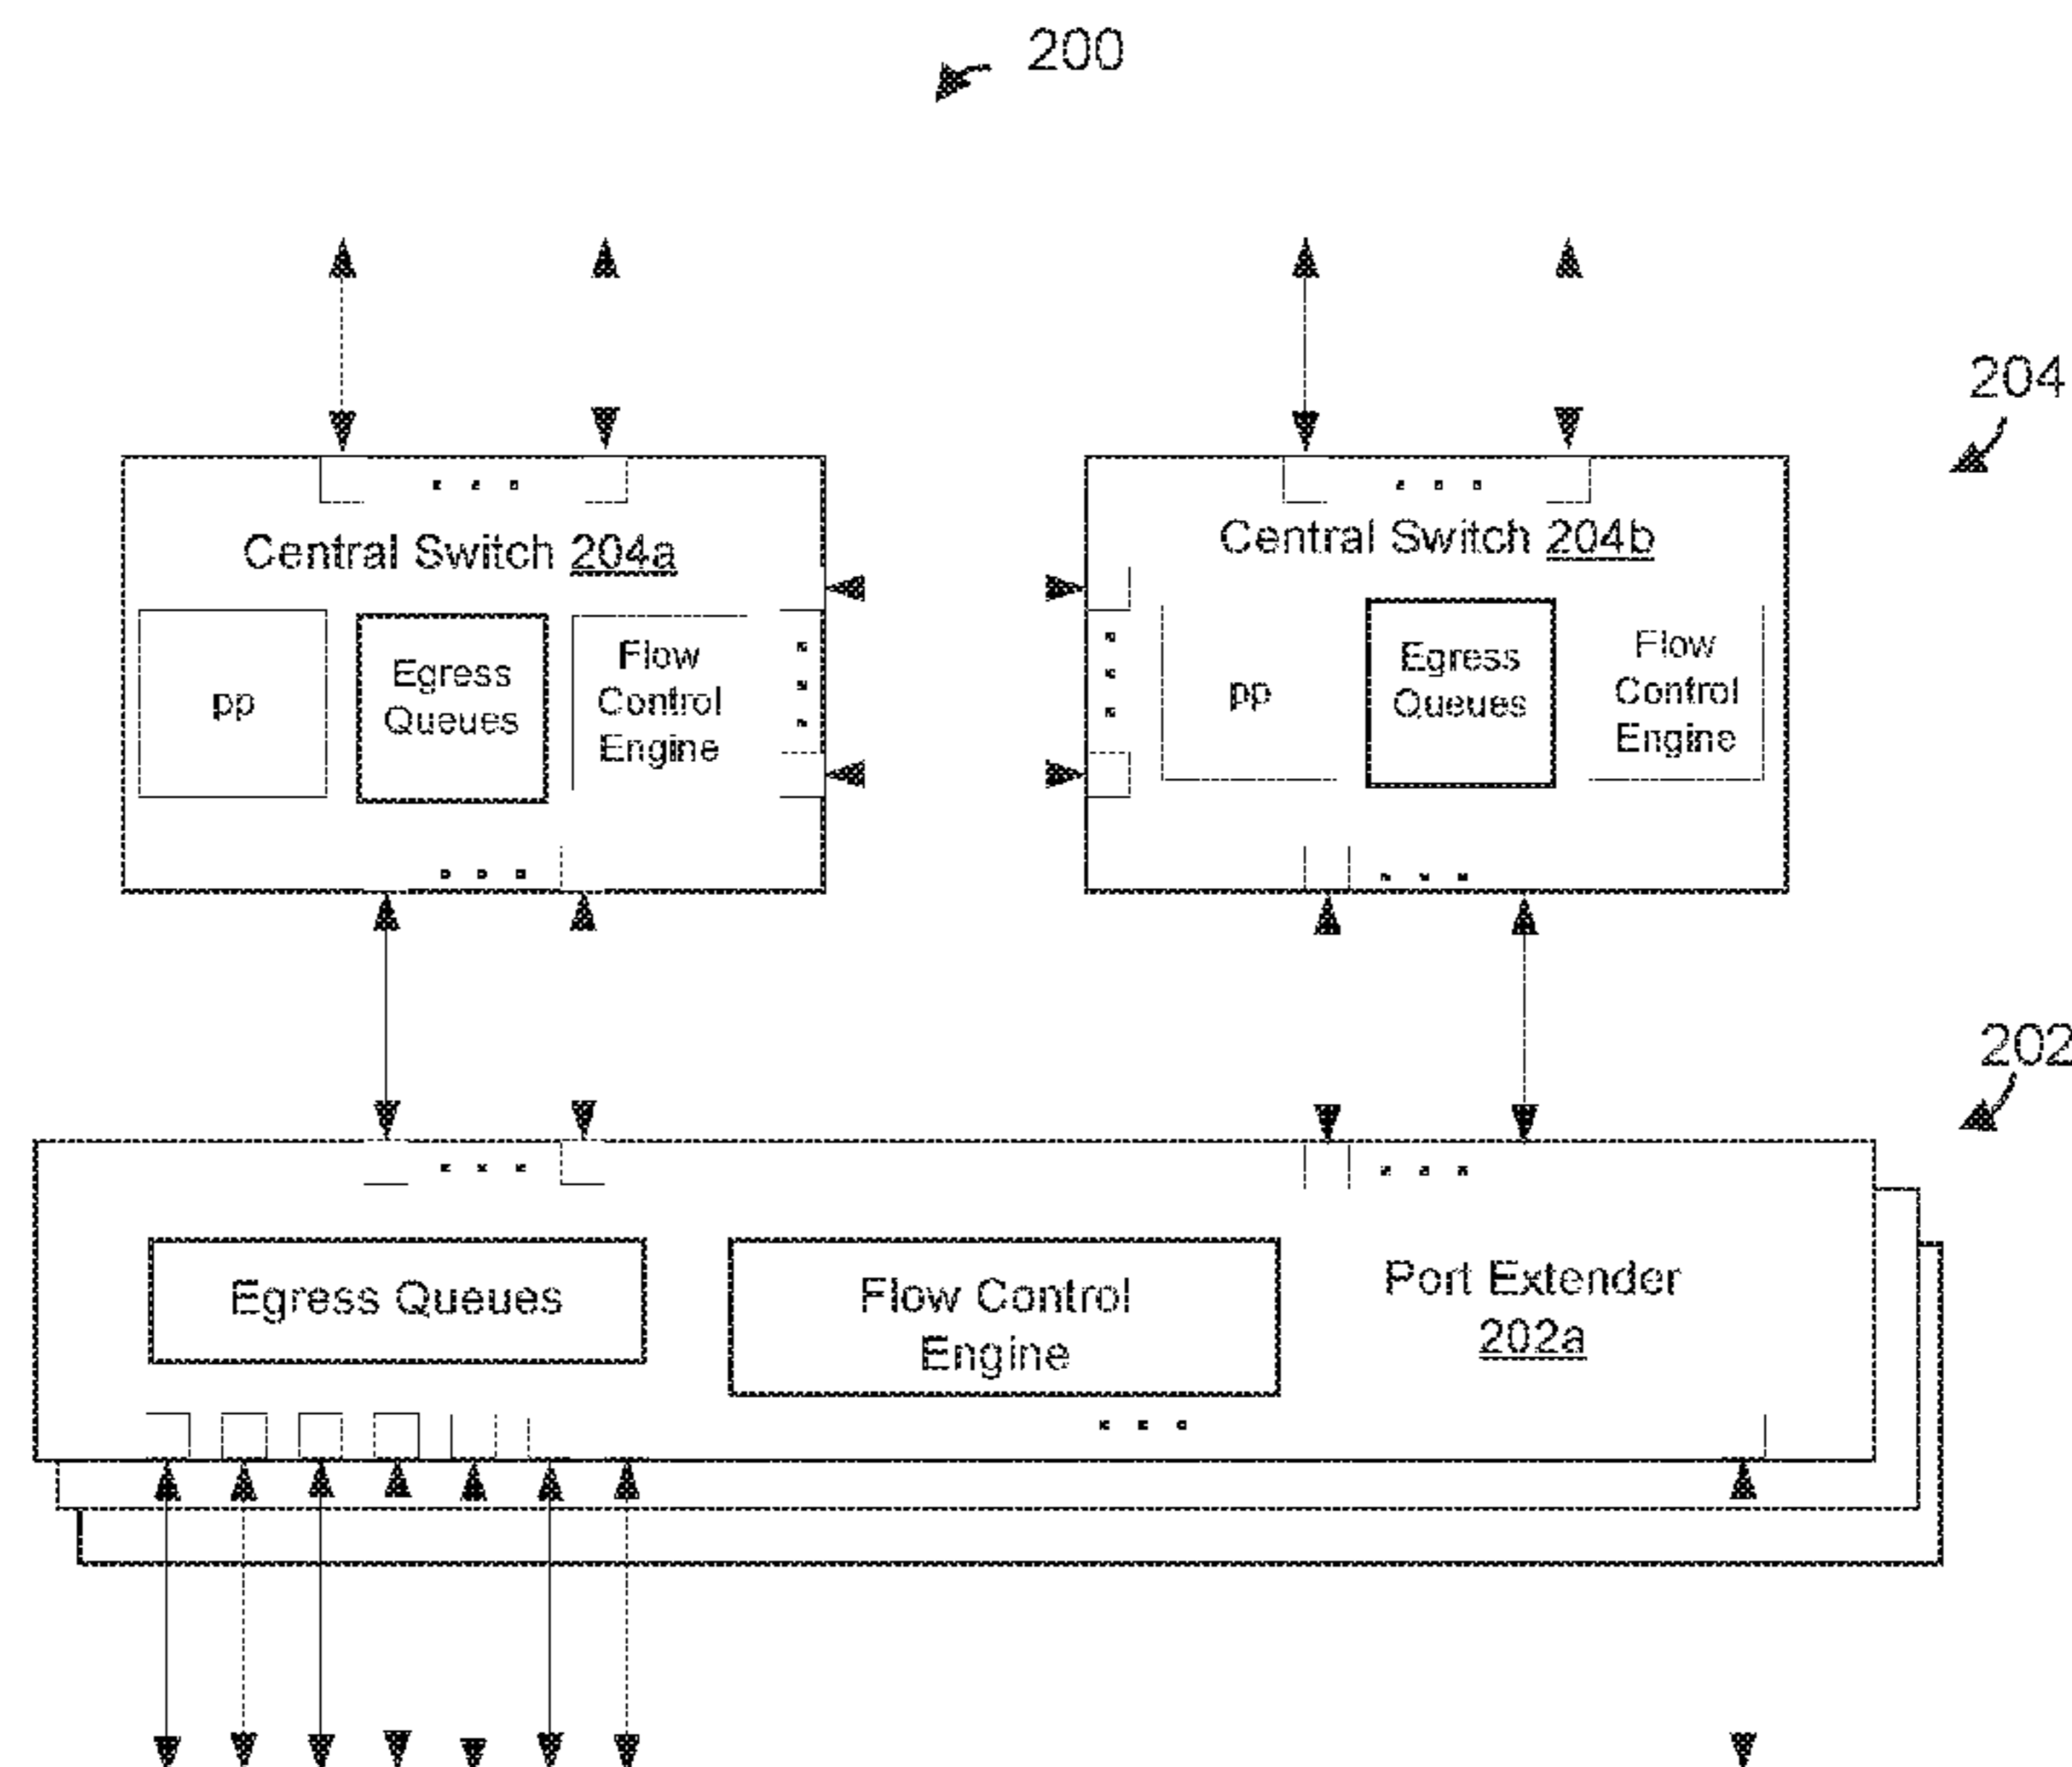 200
204
Central Switch 204a
Central Switch 204b
pp
Egress
Queues
Flow
Control
Engine
pp
Egress
Queues
Flow
Control
Engine
202
Egress Queues
Flow Control
Engine
Port Extender
202a